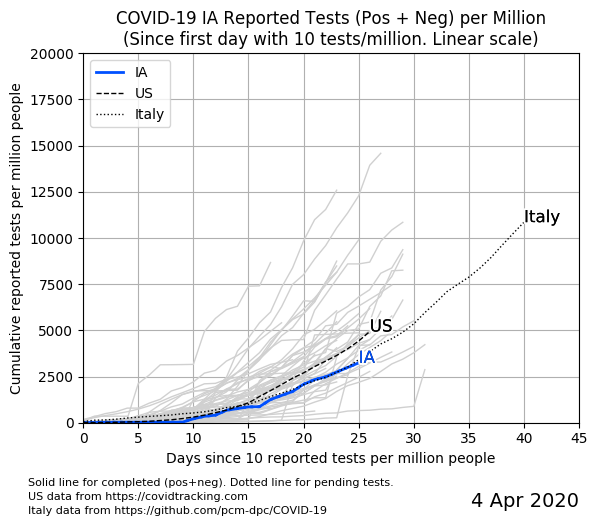 COVID-19 IA Reported Tests (Pos + Neg) per Million
(Since first day with 10 tests/million. Linear scale)
Cumulative reported tests per million people
20000
17500
15000
12500
10000
7500
5000
2500
0
IA
US
Italy
Italy
US
IA
0 5 10 15 20 25 30 35 40 45
Days since 10 reported tests per million people
Solid line for completed (pos+neg). Dotted line for pending tests.
US data from https://covidtracking.com
Italy data from https://github.com/pcm-dpc/COVID-19
4 Apr 2020